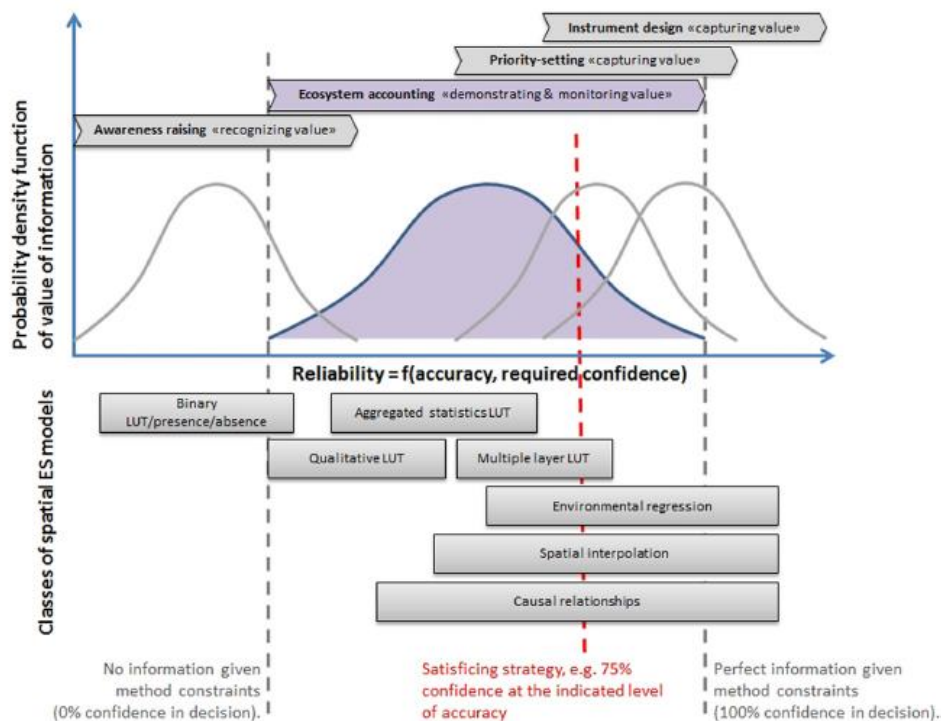 Instrument design «capturing value»
Priority-setting «capturing value»
Ecosystem accounting «demonstrating & monitoring value»
Awareness raising «recognizing value»
Probability density function
of value of information
Reliability = f(accuracy, required confidence)
Classes of spatial ES models
Binary
LUT/presence/absence
Aggregated statistics LUT
Qualitative LUT
Multiple layer LUT
Environmental regression
Spatial interpolation
Causal relationships
No information given
method constraints
(0% confidence in decision).
Satisficing strategy, e.g. 75%
confidence at the indicated level
of accuracy
Perfect information given
method constraints
(100% confidence in decision).